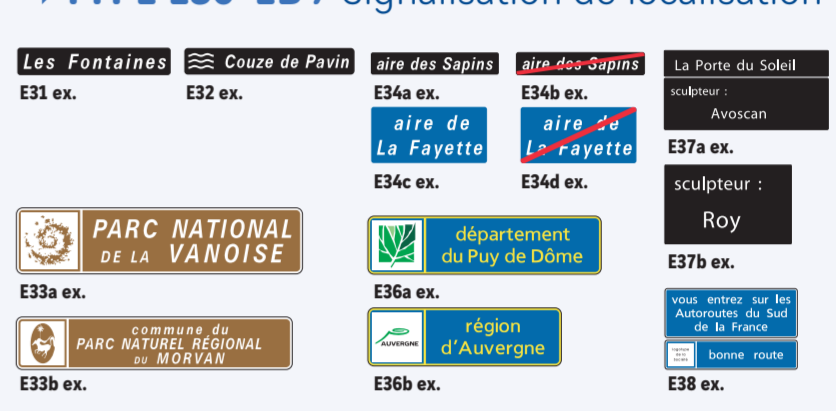 Signalisation de localisation
Les Fontaines
E31 ex.
Couze de Pavin
E32 ex.
aire des Sapins
E34a ex.
aire des Sapins
E34b ex.
aire de
La Fayette
E34c ex.
aire de
La Fayette
E34d ex.
La Porte du Soleil
sculpteur :
Avoscan
E37a ex.
sculpteur :
Roy
E37b ex.
PARC NATIONAL
DE LA VANOISE
E33a ex.
commune du
PARC NATUREL RÉGIONAL
DU MORVAN
E33b ex.
département
du Puy de Dôme
E36a ex.
AUVERGNE
région
d'Auvergne
E36b ex.
vous entrez sur les
Autoroutes du Sud
de la France
bonne route
E38 ex.